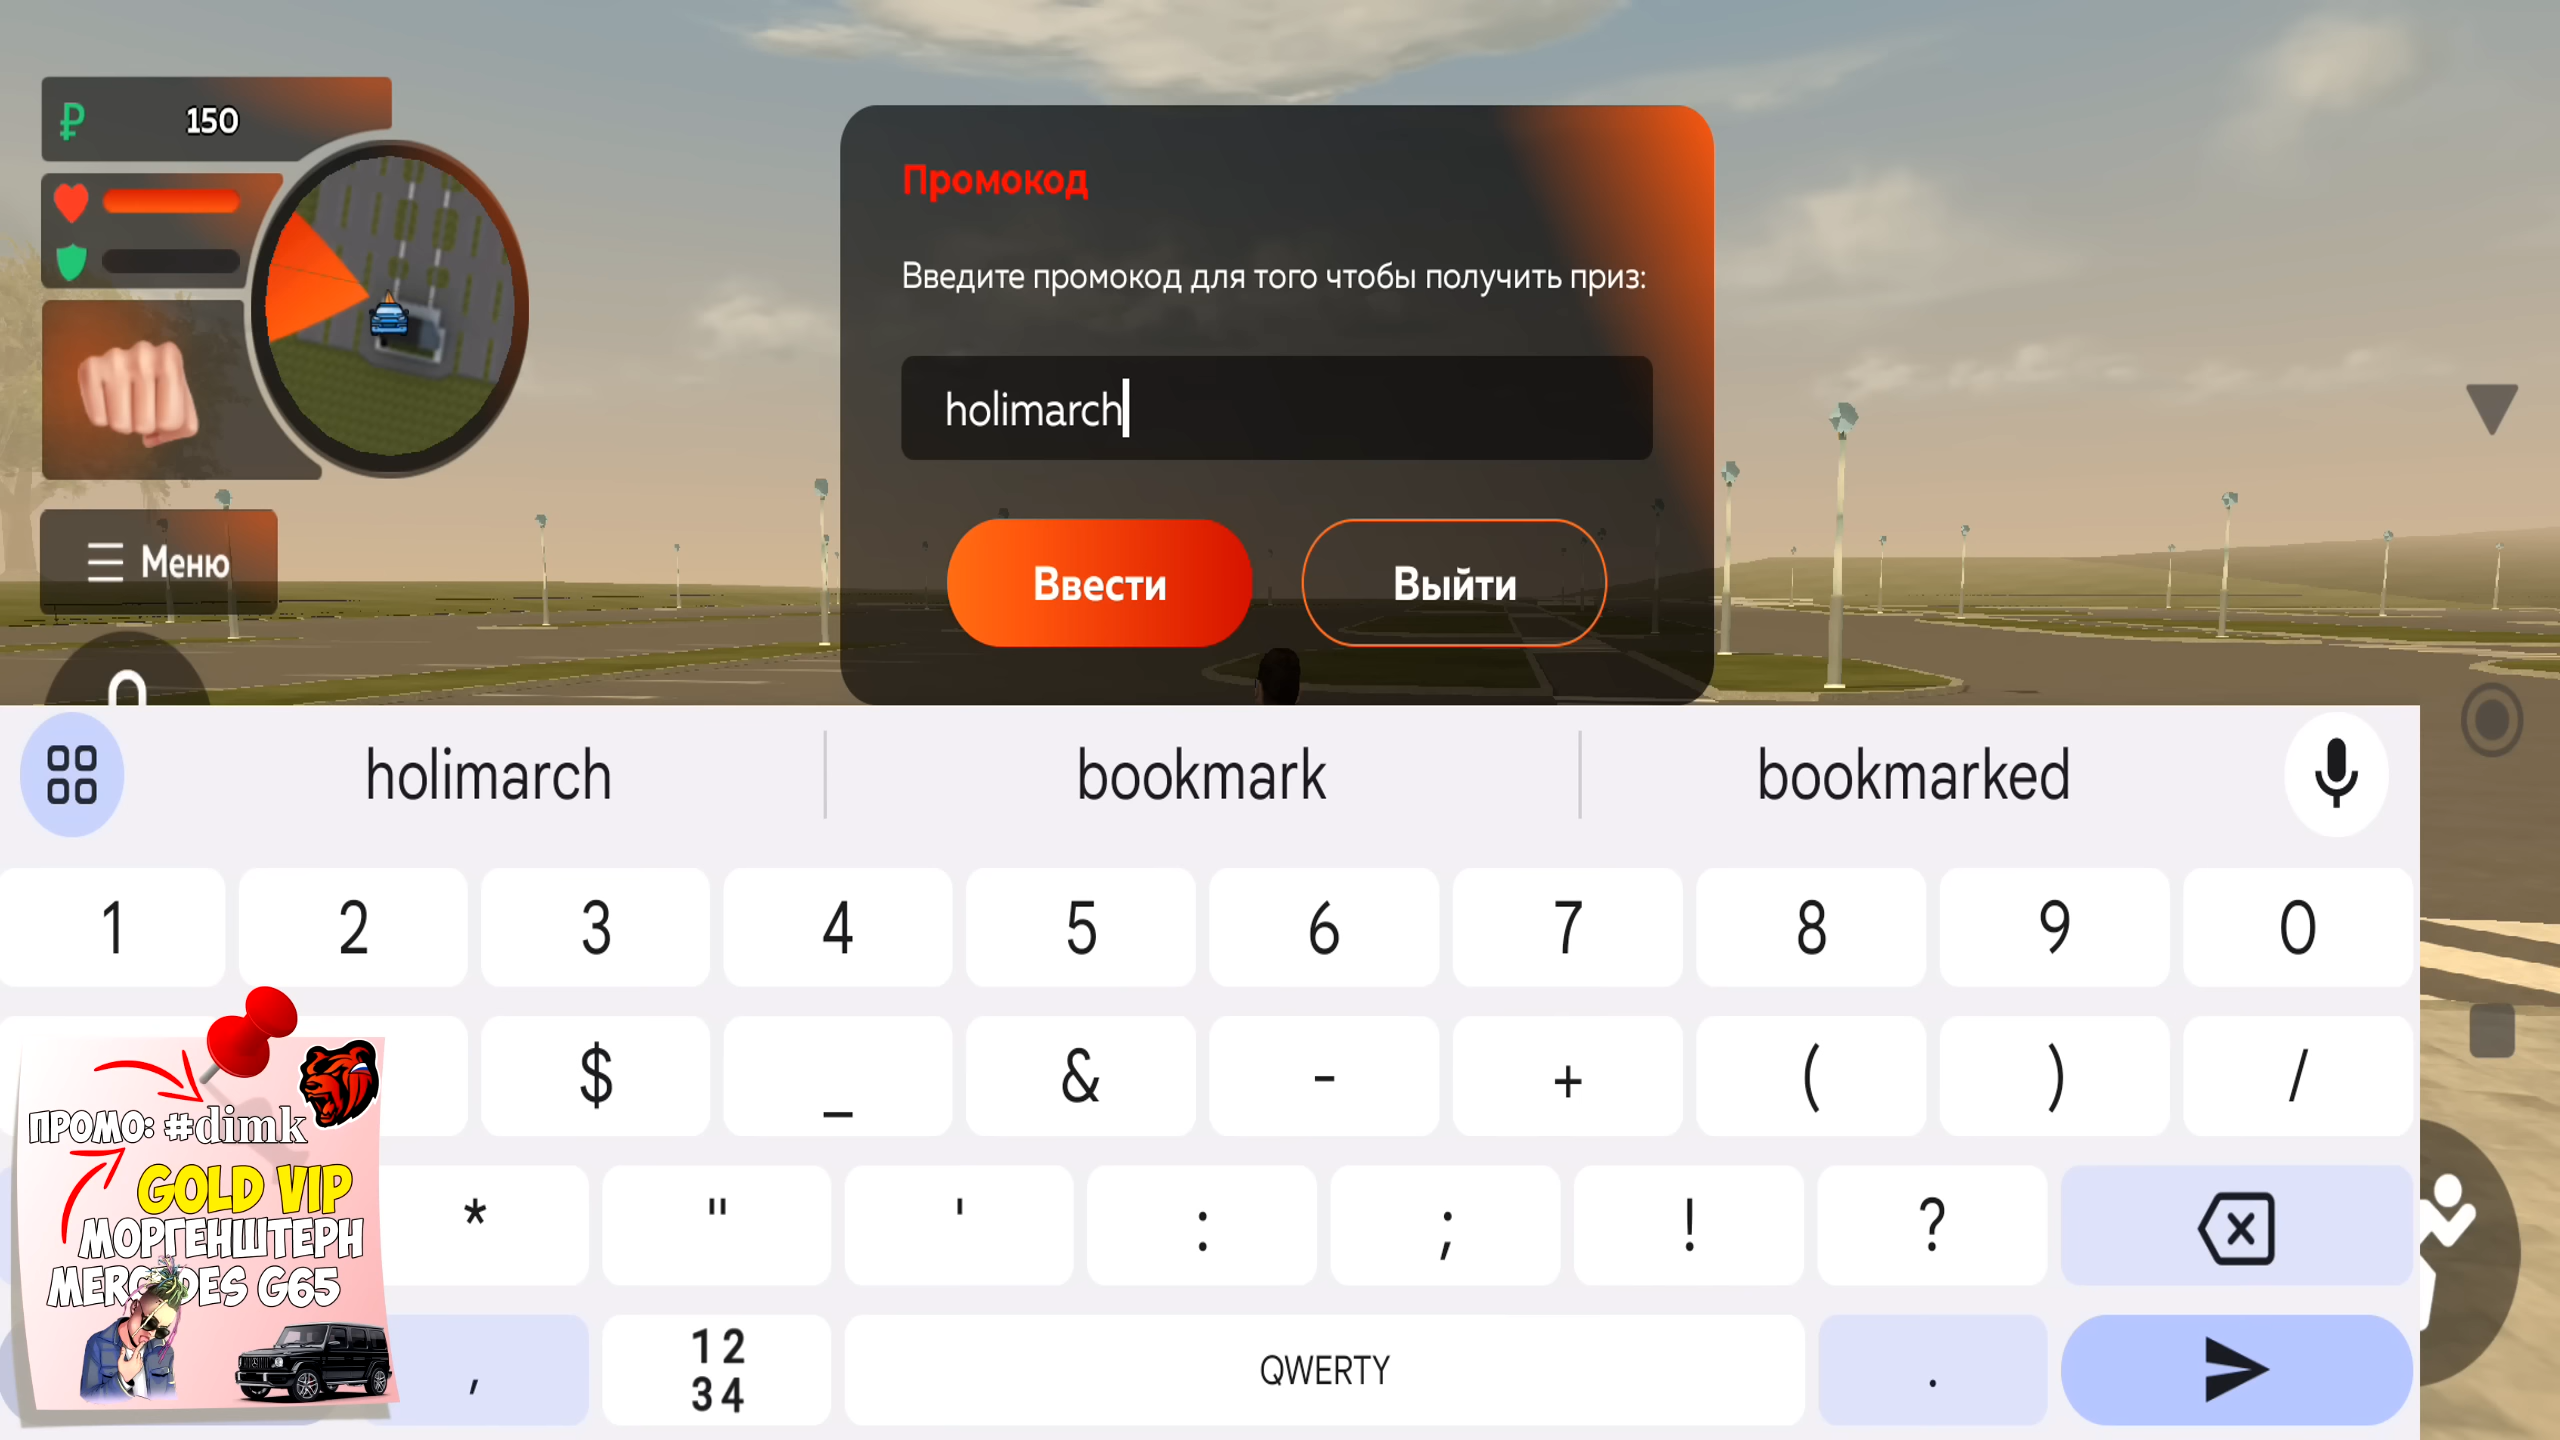 150
Меню
Промокод
Введите промокод для того чтобы получить приз:
holimarch
Ввести
Выйти
holimarch
bookmark
bookmarked
1 2 3 4 5 6 7 8 9 0
$ _ & - + ( ) /
* " ' : ; ! ?
,
12
34
QWERTY
.
ПРОМО: #dimk
GOLD VIP
МОРГЕНШТЕРН
MERCEDES G65